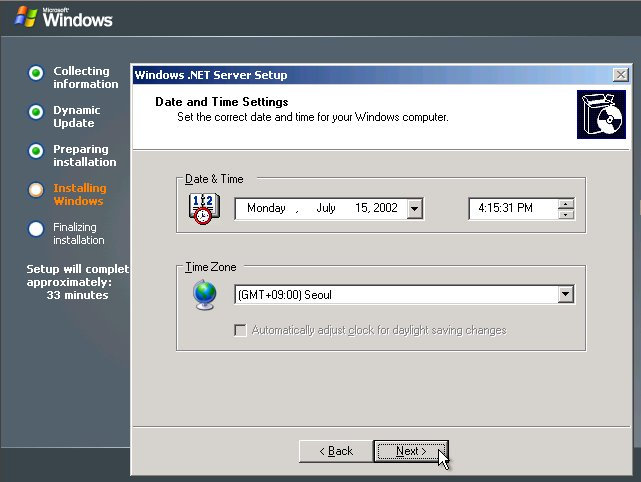 Microsoft
Windows
Collecting
information
Dynamic
Update
Preparing
installation
Installing
Windows
Finalizing
installation
Setup will complet
approximately:
33 minutes
Windows .NET Server Setup
Date and Time Settings
Set the correct date and time for your Windows computer.
Date & Time
Monday , July 15, 2002
4:15:31 PM
Time Zone
(GMT+09:00) Seoul
Automatically adjust clock for daylight saving changes
< Back
Next >